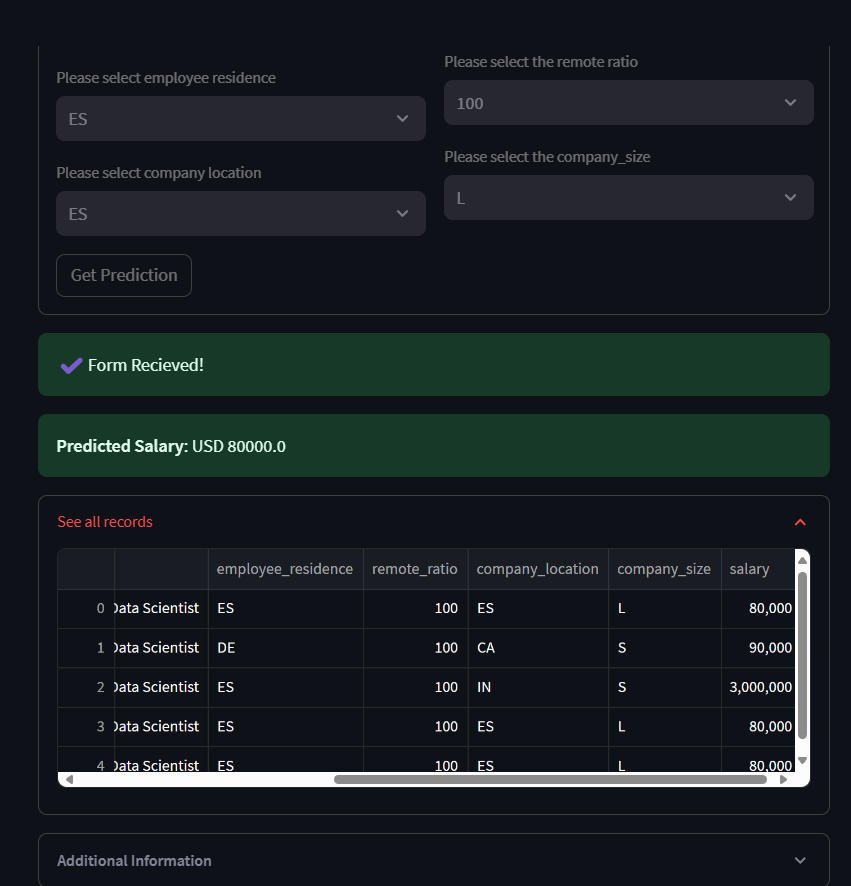 Please select employee residence
ES
Please select company location
ES
Please select the remote ratio
100
Please select the company_size
L
Get Prediction
Form Recieved!
Predicted Salary: USD 80000.0
See all records
employee_residence remote_ratio company_location company_size salary
0 Data Scientist ES 100 ES L 80,000
1 Data Scientist DE 100 CA S 90,000
2 Data Scientist ES 100 IN S 3,000,000
3 Data Scientist ES 100 ES L 80,000
4 Data Scientist ES 100 ES L 80,000
Additional Information